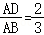 AD/AB = 2/3